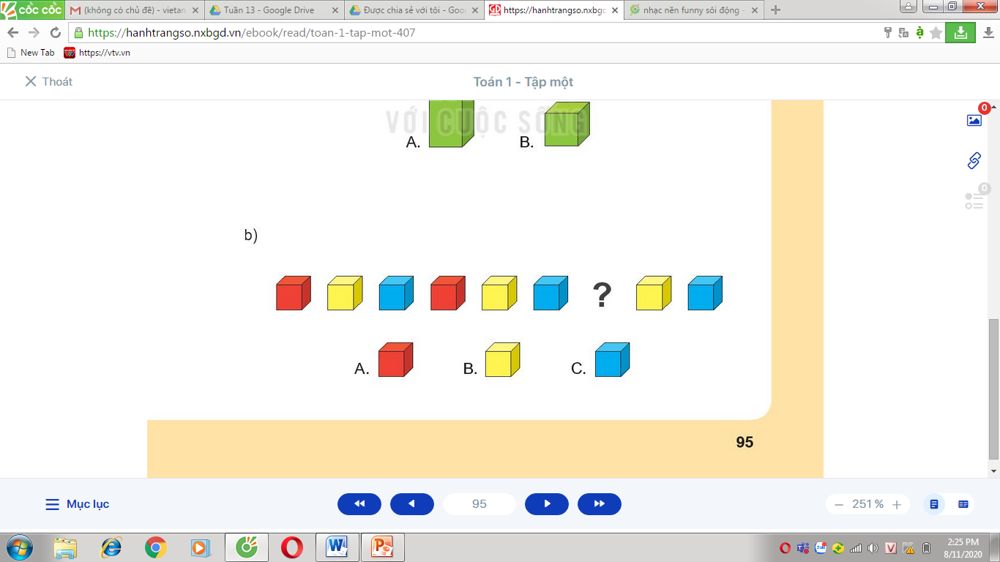 cốc cốc
(không có chủ đề) - vietan
Tuần 13 - Google Drive
Được chia sẻ với tôi - Goo
https://hanhtrangso.nxbgd
nhạc nền funny sôi động -
https://hanhtrangso.nxbgd.vn/ebook/read/toan-1-tap-mot-407
New Tab
https://vtv.vn
Thoát
Toán 1 - Tập một
0
VỚI CUỘC SỐNG
A.
B.
0
b)
?
A.
B.
C.
95
Mục lục
95
251 %
2:25 PM
8/11/2020